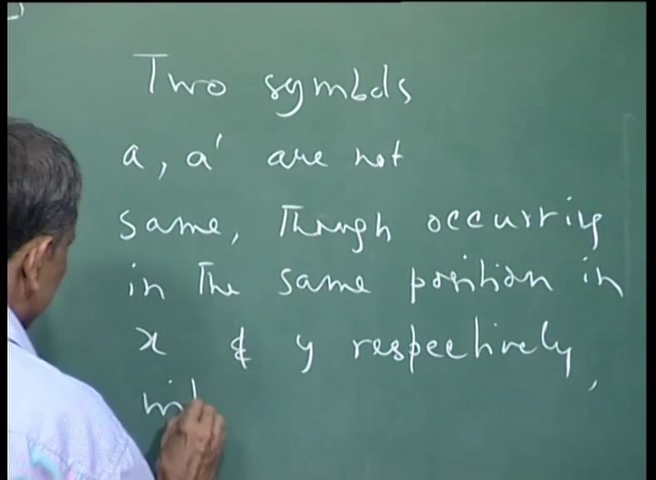 Two symbols
a, a' are not
same, Though occurring
in The same position in
x & y respectively,